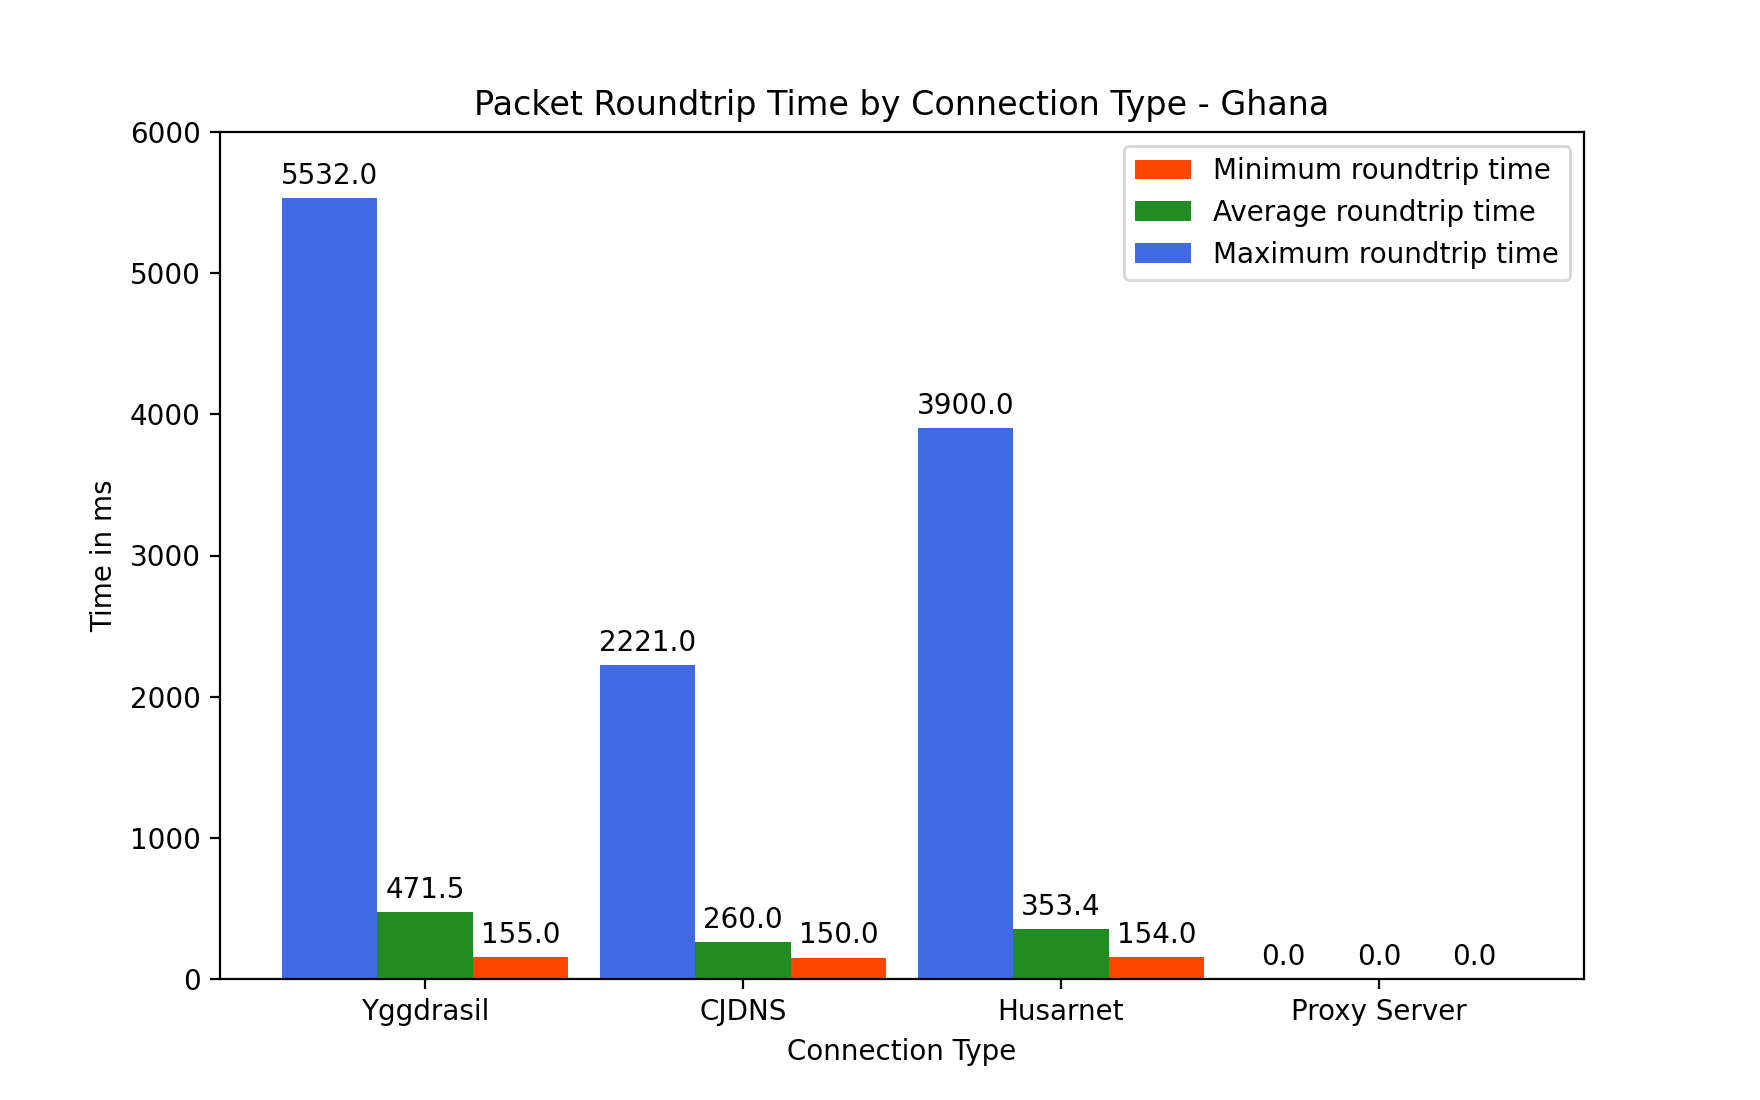 Packet Roundtrip Time by Connection Type - Ghana
Minimum roundtrip time
Average roundtrip time
Maximum roundtrip time
Time in ms
6000
5000
4000
3000
2000
1000
0
5532.0
471.5
155.0
2221.0
260.0
150.0
3900.0
353.4
154.0
0.0
0.0
0.0
Yggdrasil
CJDNS
Husarnet
Proxy Server
Connection Type